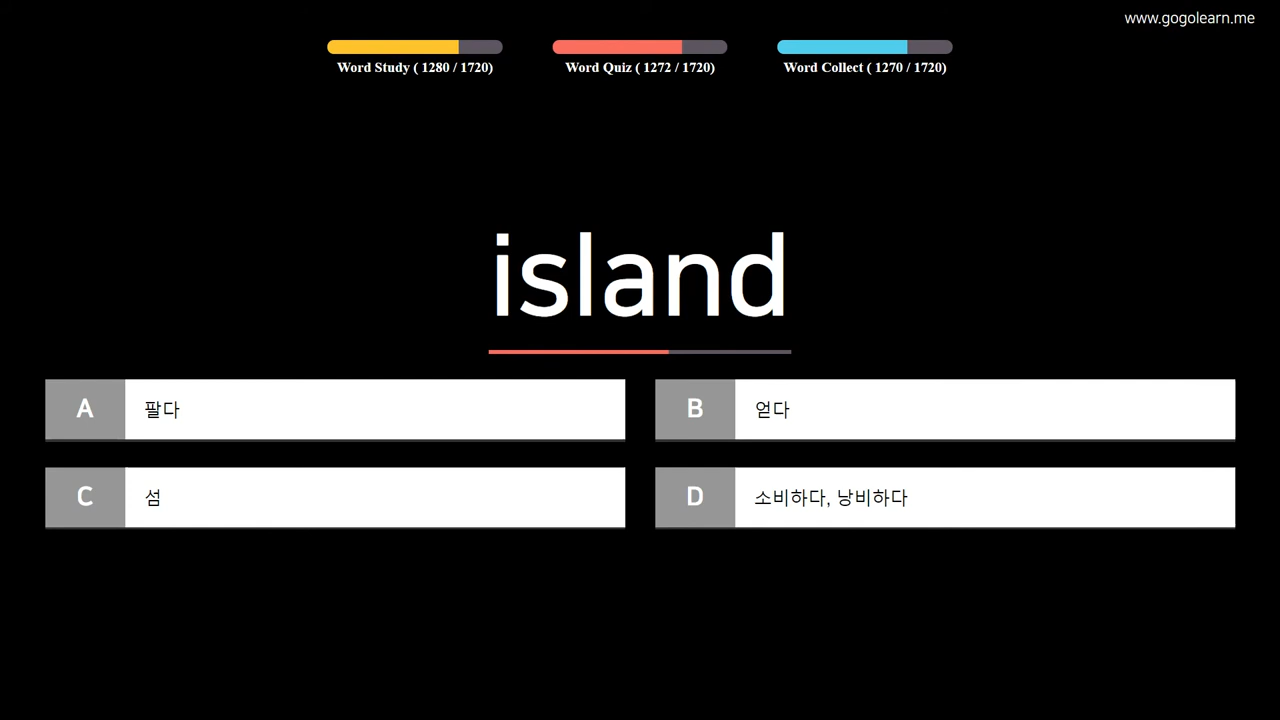 www.gogolearn.me
Word Study ( 1280 / 1720)
Word Quiz ( 1272 / 1720)
Word Collect ( 1270 / 1720)
island
A 팔다
B 얻다
C 섬
D 소비하다, 낭비하다